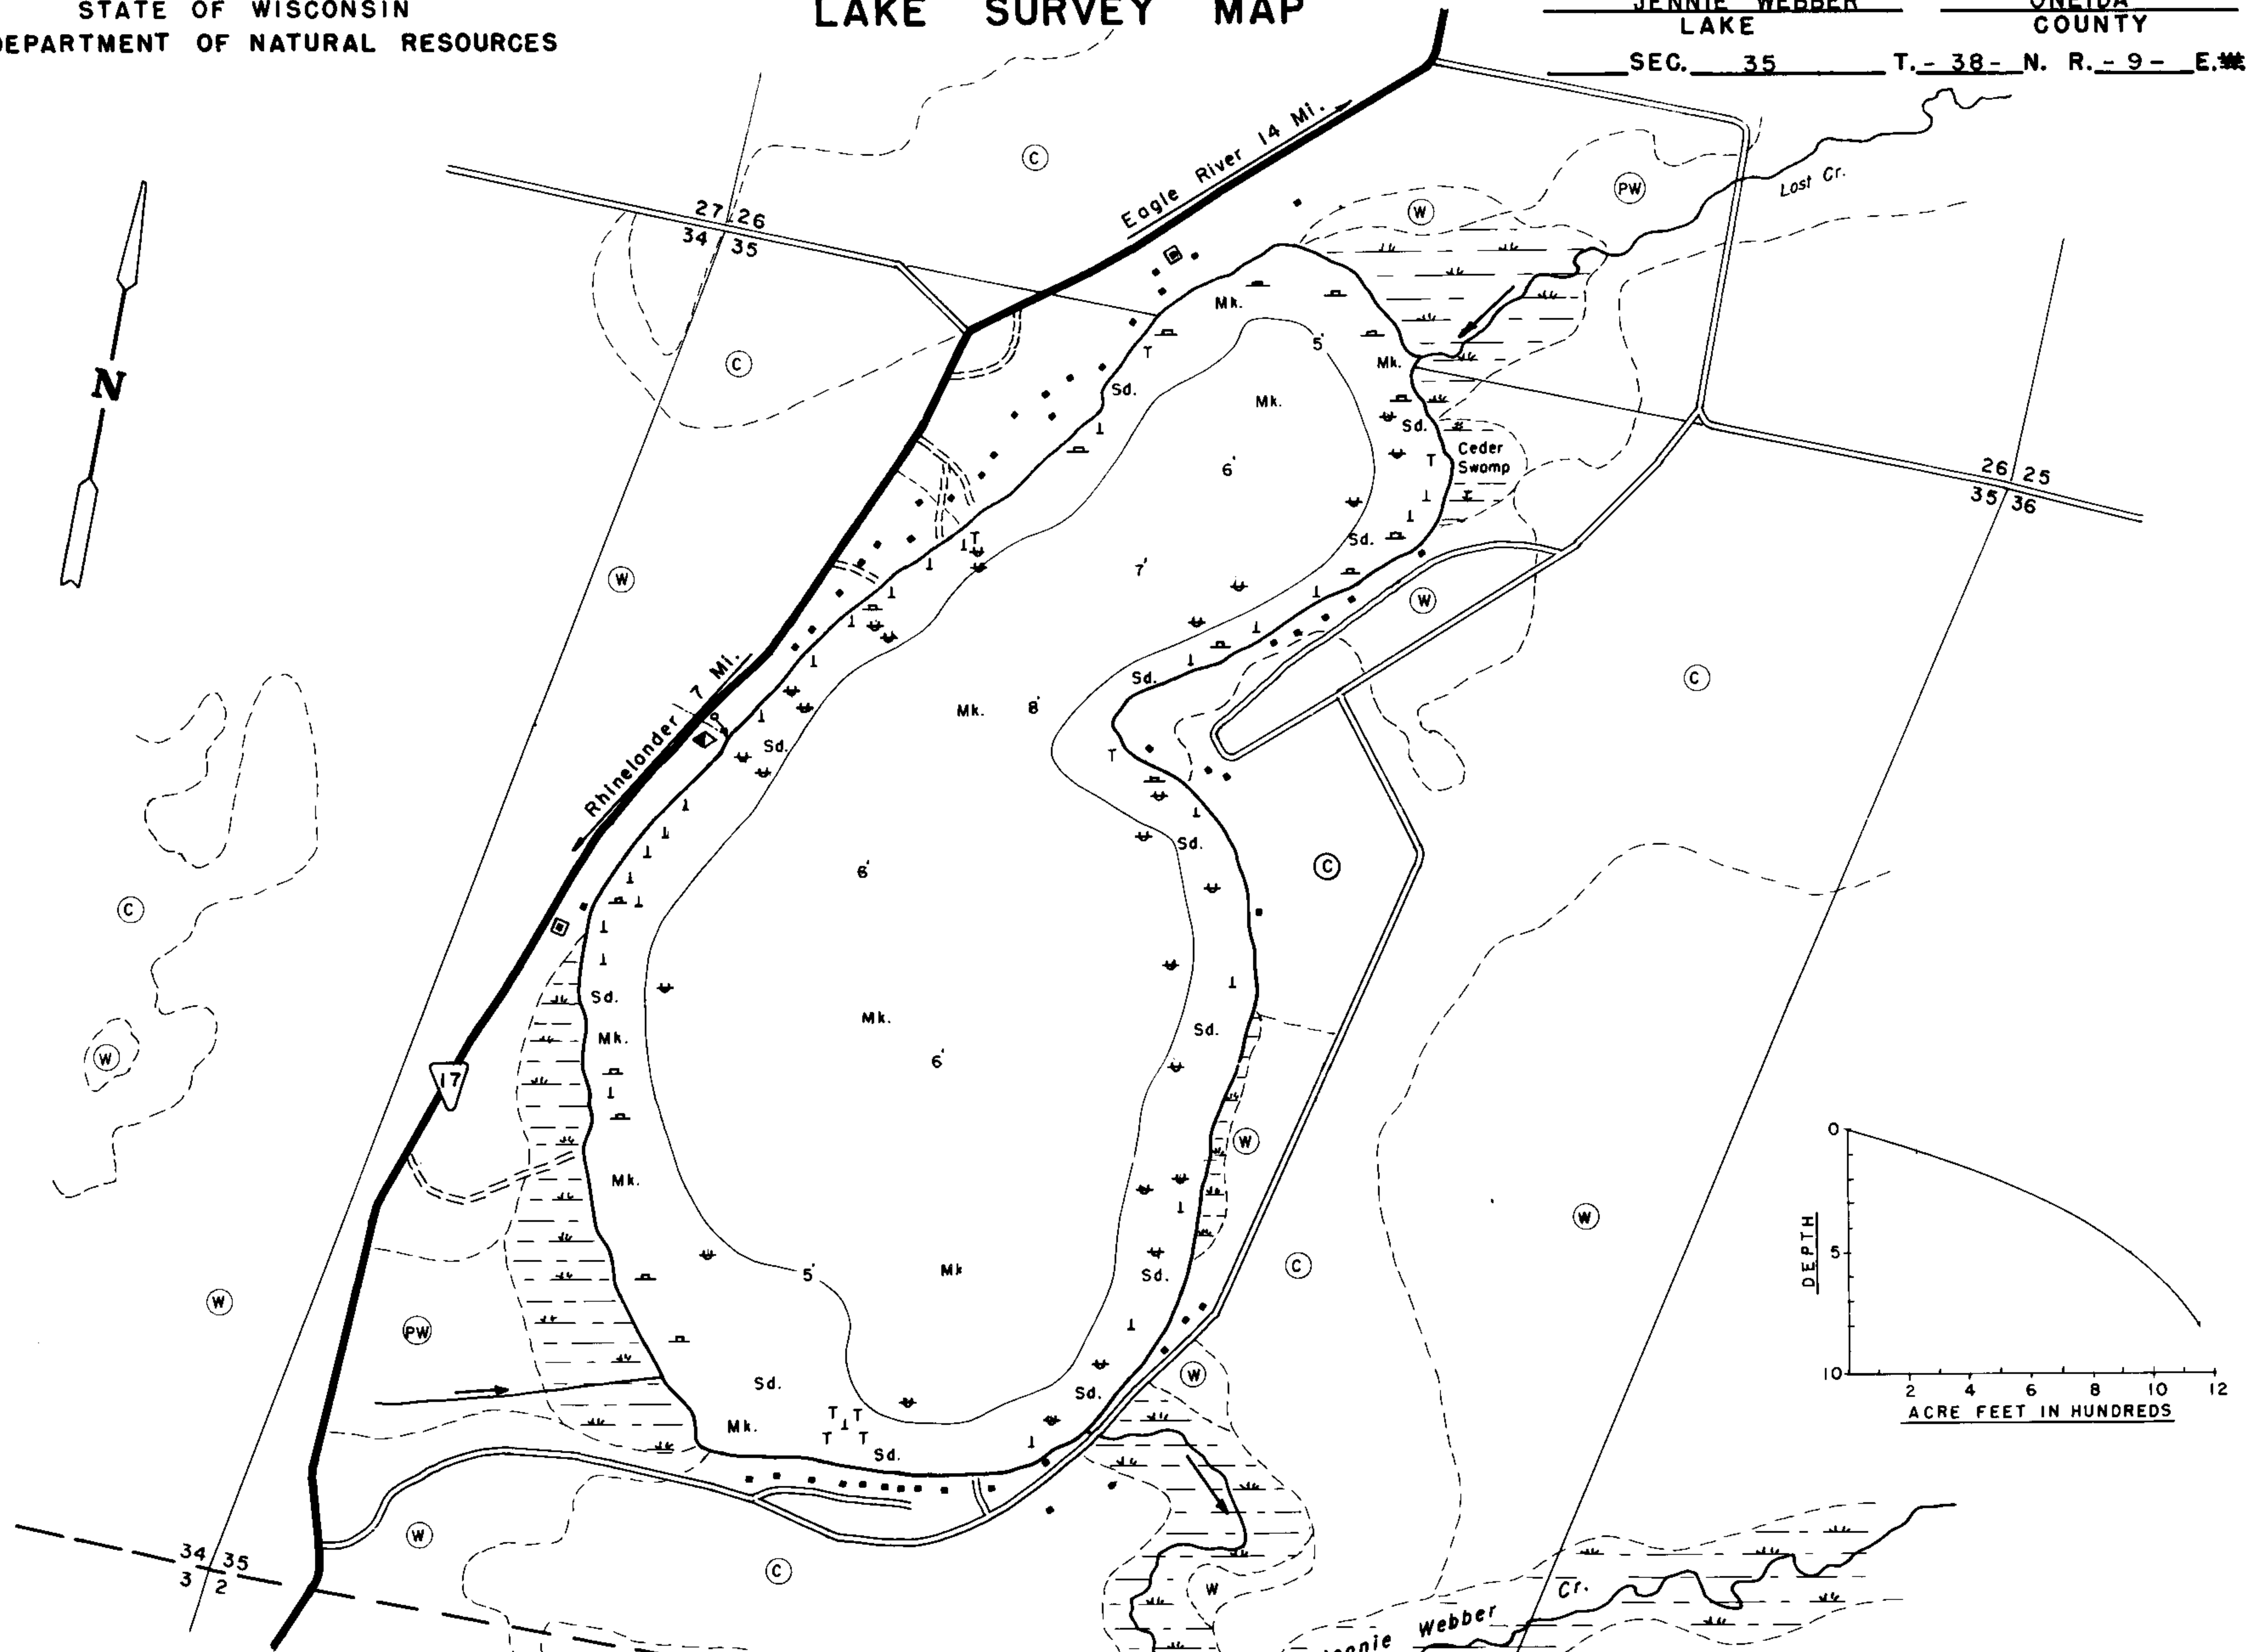 STATE OF WISCONSIN
DEPARTMENT OF NATURAL RESOURCES
LAKE SURVEY MAP
JENNIE WEBBER
LAKE
ONEIDA
COUNTY
SEC. 35 T.- 38 - N. R.- 9 - E.
Eagle River 14 Mi.
Lost Cr.
C
PW
W
27 26
34 35
N
C
Mk.
5'
T
Mk.
Sd.
Mk.
Sd.
Ceder
Swamp
T
6'
26 25
35 36
T
Sd.
7'
W
W
Rhinelander 7 Mi.
Sd.
C
Mk.
8'
Sd.
T
Sd.
6'
C
C
Sd.
Mk.
Mk.
Sd.
6'
W
17
W
Mk.
W
C
5'
Mk
Sd.
W
PW
W
Sd.
Sd.
Mk.
T T
T T
Sd.
0
DEPTH
5
10
2 4 6 8 10 12
ACRE FEET IN HUNDREDS
W
C
34 35
3 2
W
Webber Cr.